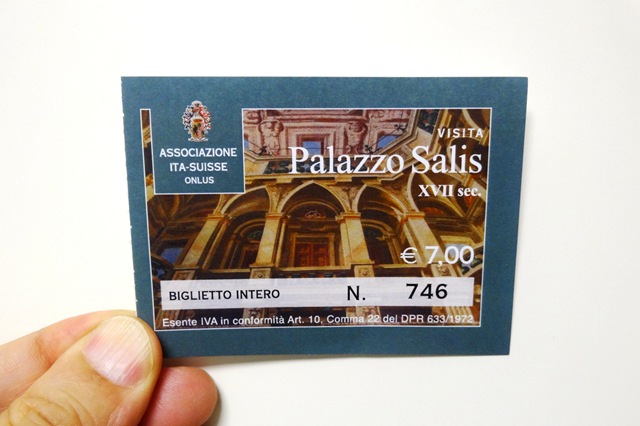 ASSOCIAZIONE
ITA-SUISSE
ONLUS
VISITA
Palazzo Salis
XVII sec.
€ 7,00
BIGLIETTO INTERO N. 746
Esente IVA in conformità Art. 10, Comma 22 del DPR 633/1972